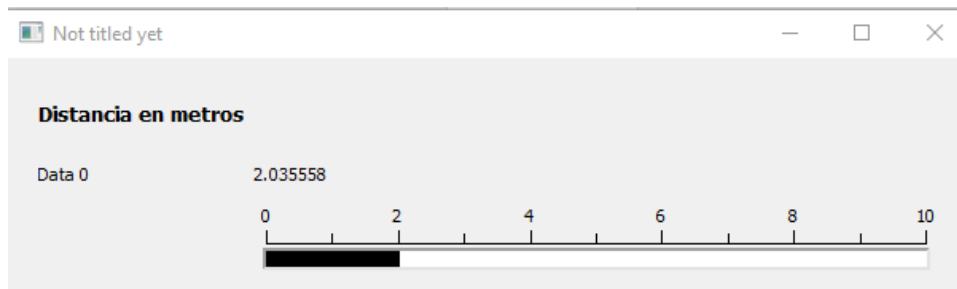 Not titled yet
Distancia en metros
Data 0 2.035558
0 2 4 6 8 10